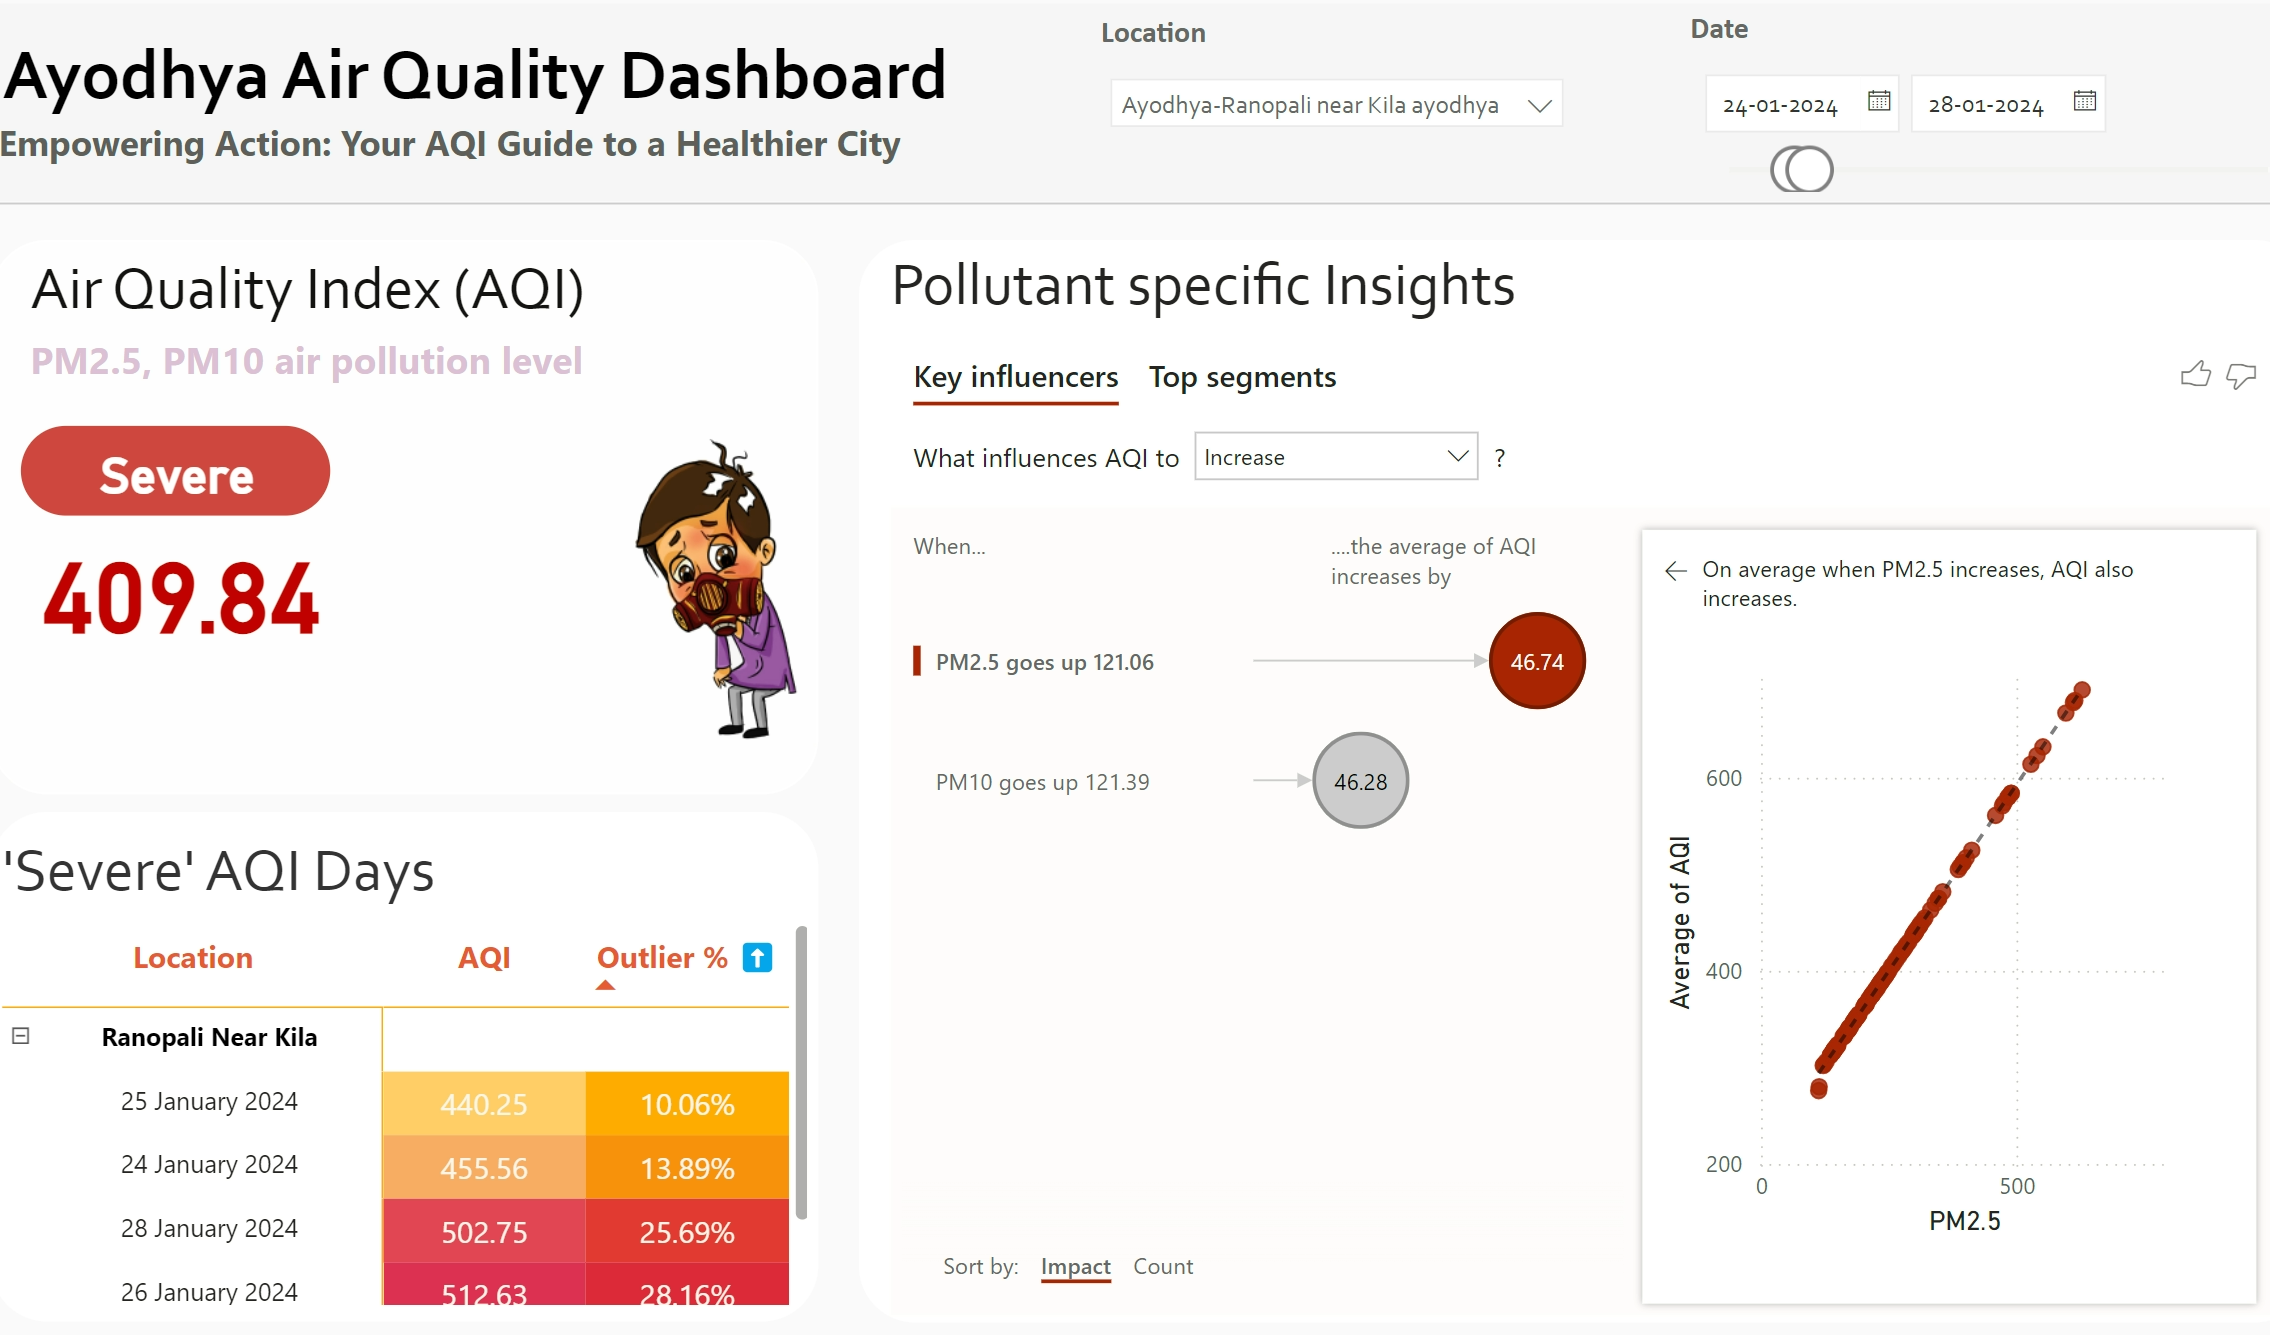 Ayodhya Air Quality Dashboard
Empowering Action: Your AQI Guide to a Healthier City
Location
Ayodhya-Ranopali near Kila ayodhya
Date
24-01-2024
28-01-2024
Air Quality Index (AQI)
PM2.5, PM10 air pollution level
Severe
409.84
'Severe' AQI Days
Location AQI Outlier %
Ranopali Near Kila
25 January 2024 440.25 10.06%
24 January 2024 455.56 13.89%
28 January 2024 502.75 25.69%
26 January 2024 512.63 28.16%
Pollutant specific Insights
Key influencers Top segments
What influences AQI to Increase ?
When...
....the average of AQI
increases by
PM2.5 goes up 121.06 46.74
PM10 goes up 121.39 46.28
Sort by: Impact Count
On average when PM2.5 increases, AQI also
increases.
Average of AQI
600
400
200
0 500
PM2.5